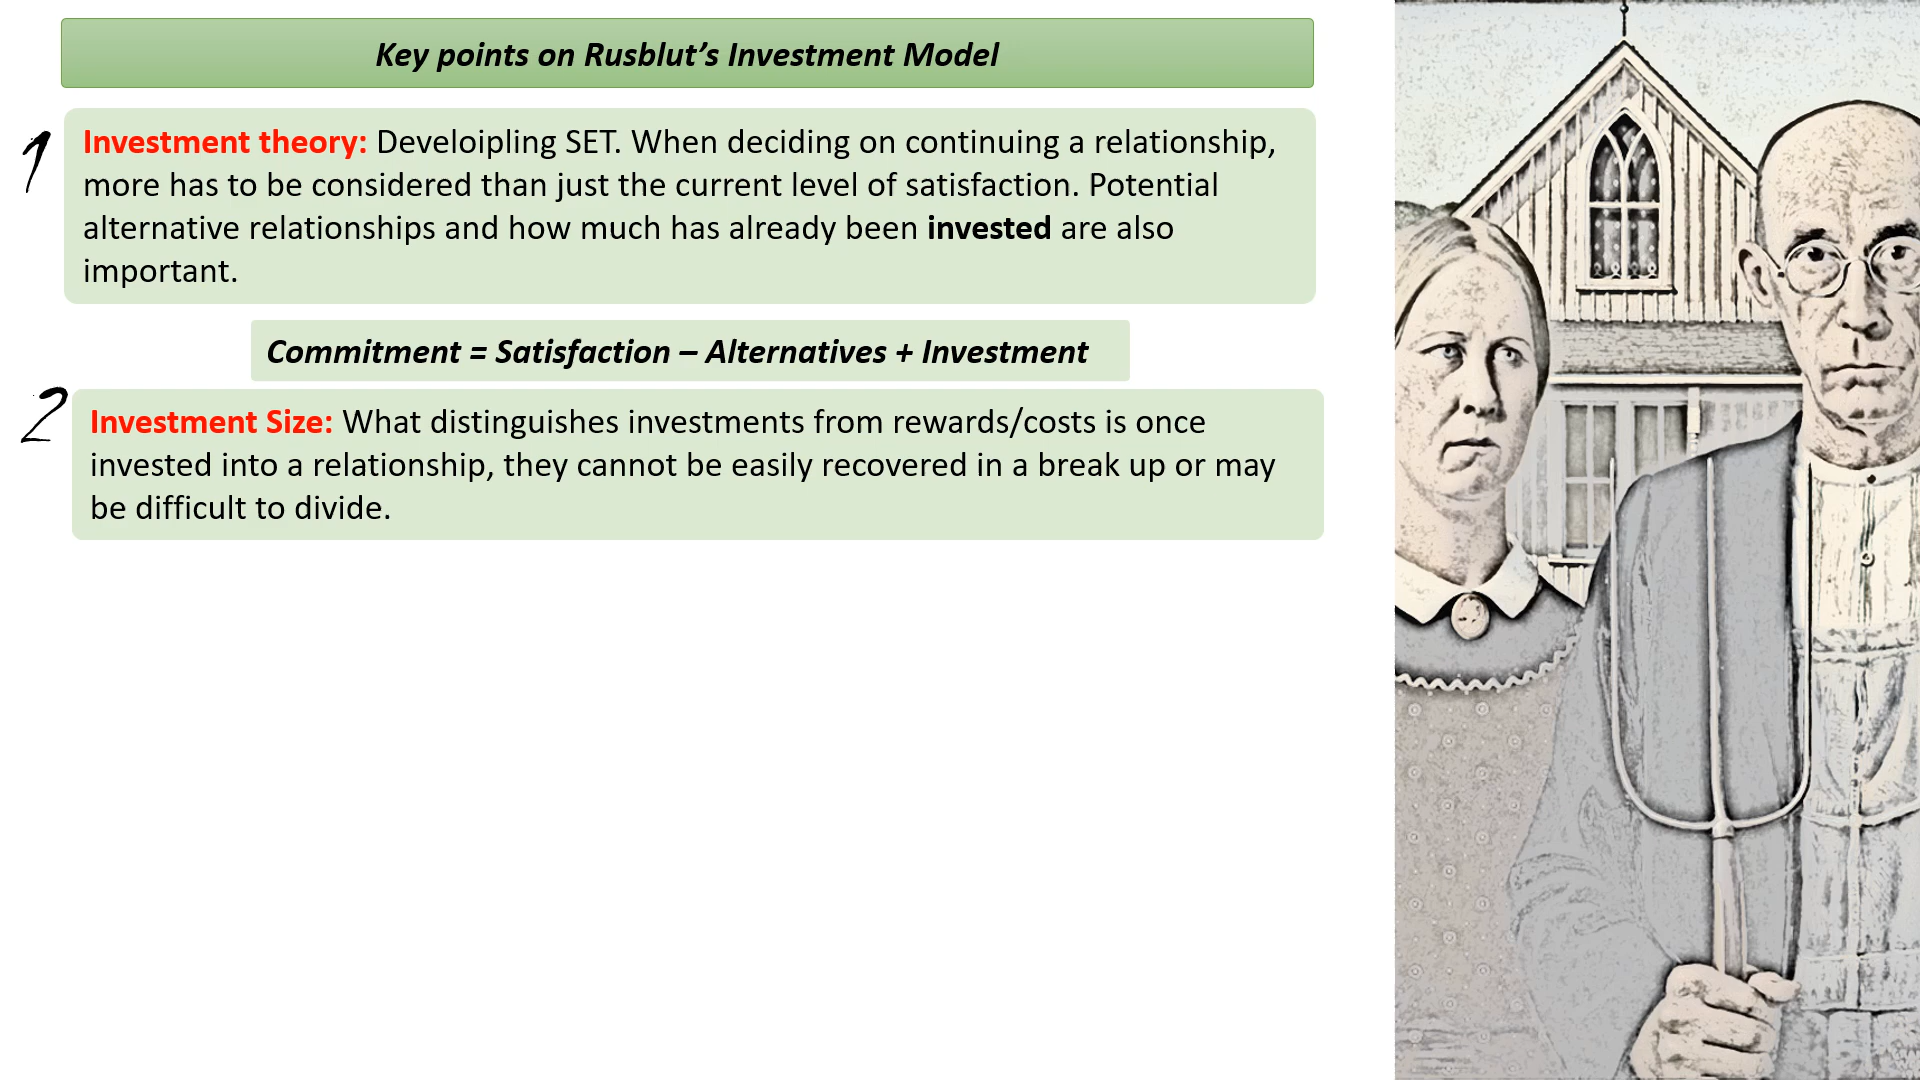 Key points on Rusblut’s Investment Model
1
Investment theory: Develoipling SET. When deciding on continuing a relationship,
more has to be considered than just the current level of satisfaction. Potential
alternative relationships and how much has already been invested are also
important.
Commitment = Satisfaction – Alternatives + Investment
2
Investment Size: What distinguishes investments from rewards/costs is once
invested into a relationship, they cannot be easily recovered in a break up or may
be difficult to divide.